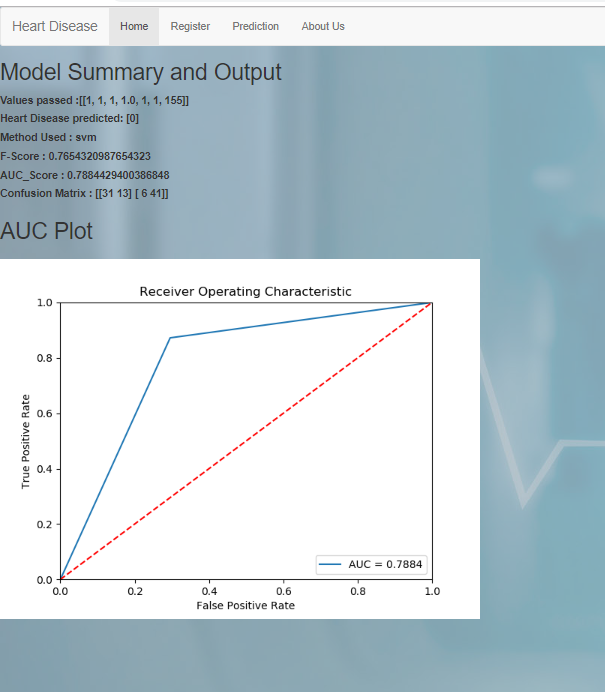 Heart Disease Home Register Prediction About Us
Model Summary and Output
Values passed :[[1, 1, 1, 1.0, 1, 1, 155]]
Heart Disease predicted: [0]
Method Used : svm
F-Score : 0.7654320987654323
AUC_Score : 0.7884429400386848
Confusion Matrix : [[31 13] [ 6 41]]
AUC Plot
Receiver Operating Characteristic
1.0
0.8
0.6
0.4
0.2
0.0
True Positive Rate
AUC = 0.7884
0.0 0.2 0.4 0.6 0.8 1.0
False Positive Rate